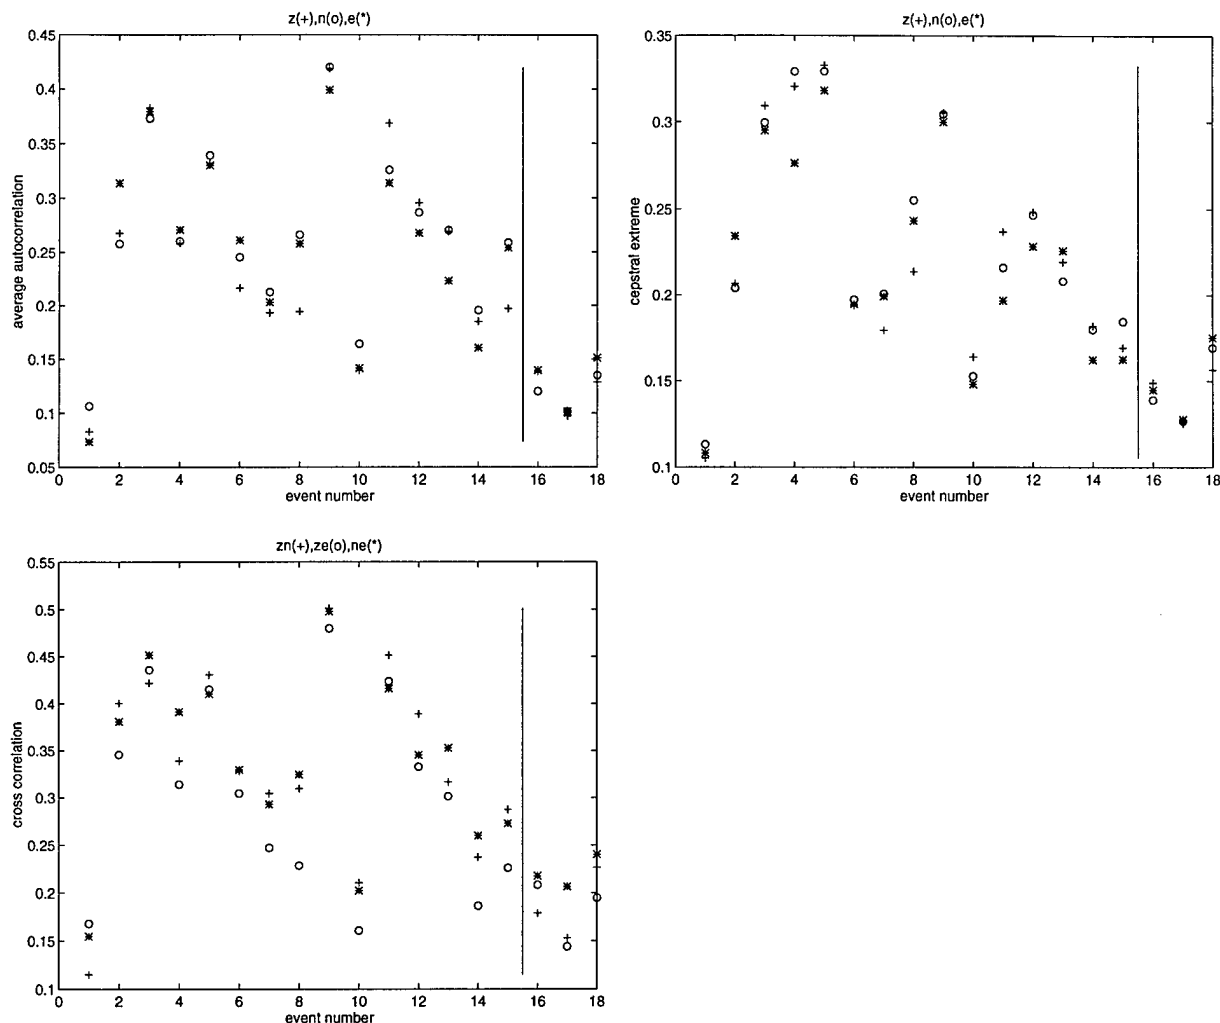 z(+),n(o),e(*)
0.45
0.4
0.35
0.3
0.25
0.2
0.15
0.1
0.05
average autocorrelation
0 2 4 6 8 10 12 14 16 18
event number
z(+),n(o),e(*)
0.35
0.3
0.25
0.2
0.15
0.1
cepstral extreme
0 2 4 6 8 10 12 14 16 18
event number
zn(+),ze(o),ne(*)
0.55
0.5
0.45
0.4
0.35
0.3
0.25
0.2
0.15
0.1
cross correlation
0 2 4 6 8 10 12 14 16 18
event number